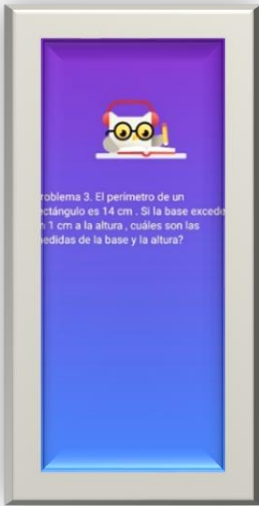 roblema 3. El perímetro de un
ectángulo es 14 cm . Si la base excede
n 1 cm a la altura , cuáles son las
edidas de la base y la altura?